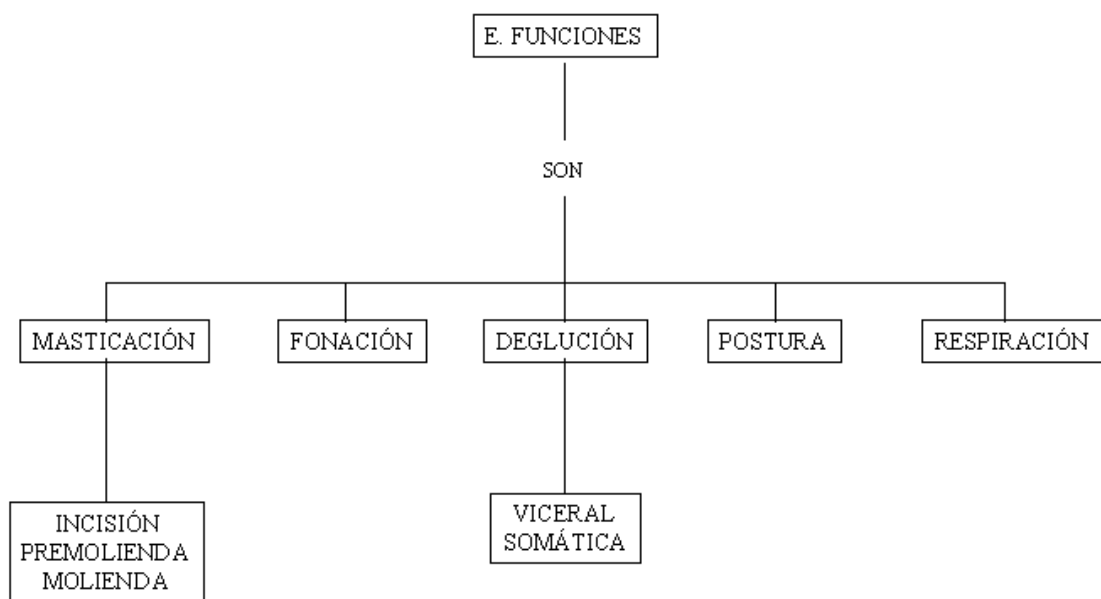 E. FUNCIONES
SON
MASTICACIÓN
FONACIÓN
DEGLUCIÓN
POSTURA
RESPIRACIÓN
INCISIÓN
PREMOLIENDA
MOLIENDA
VICERAL
SOMÁTICA